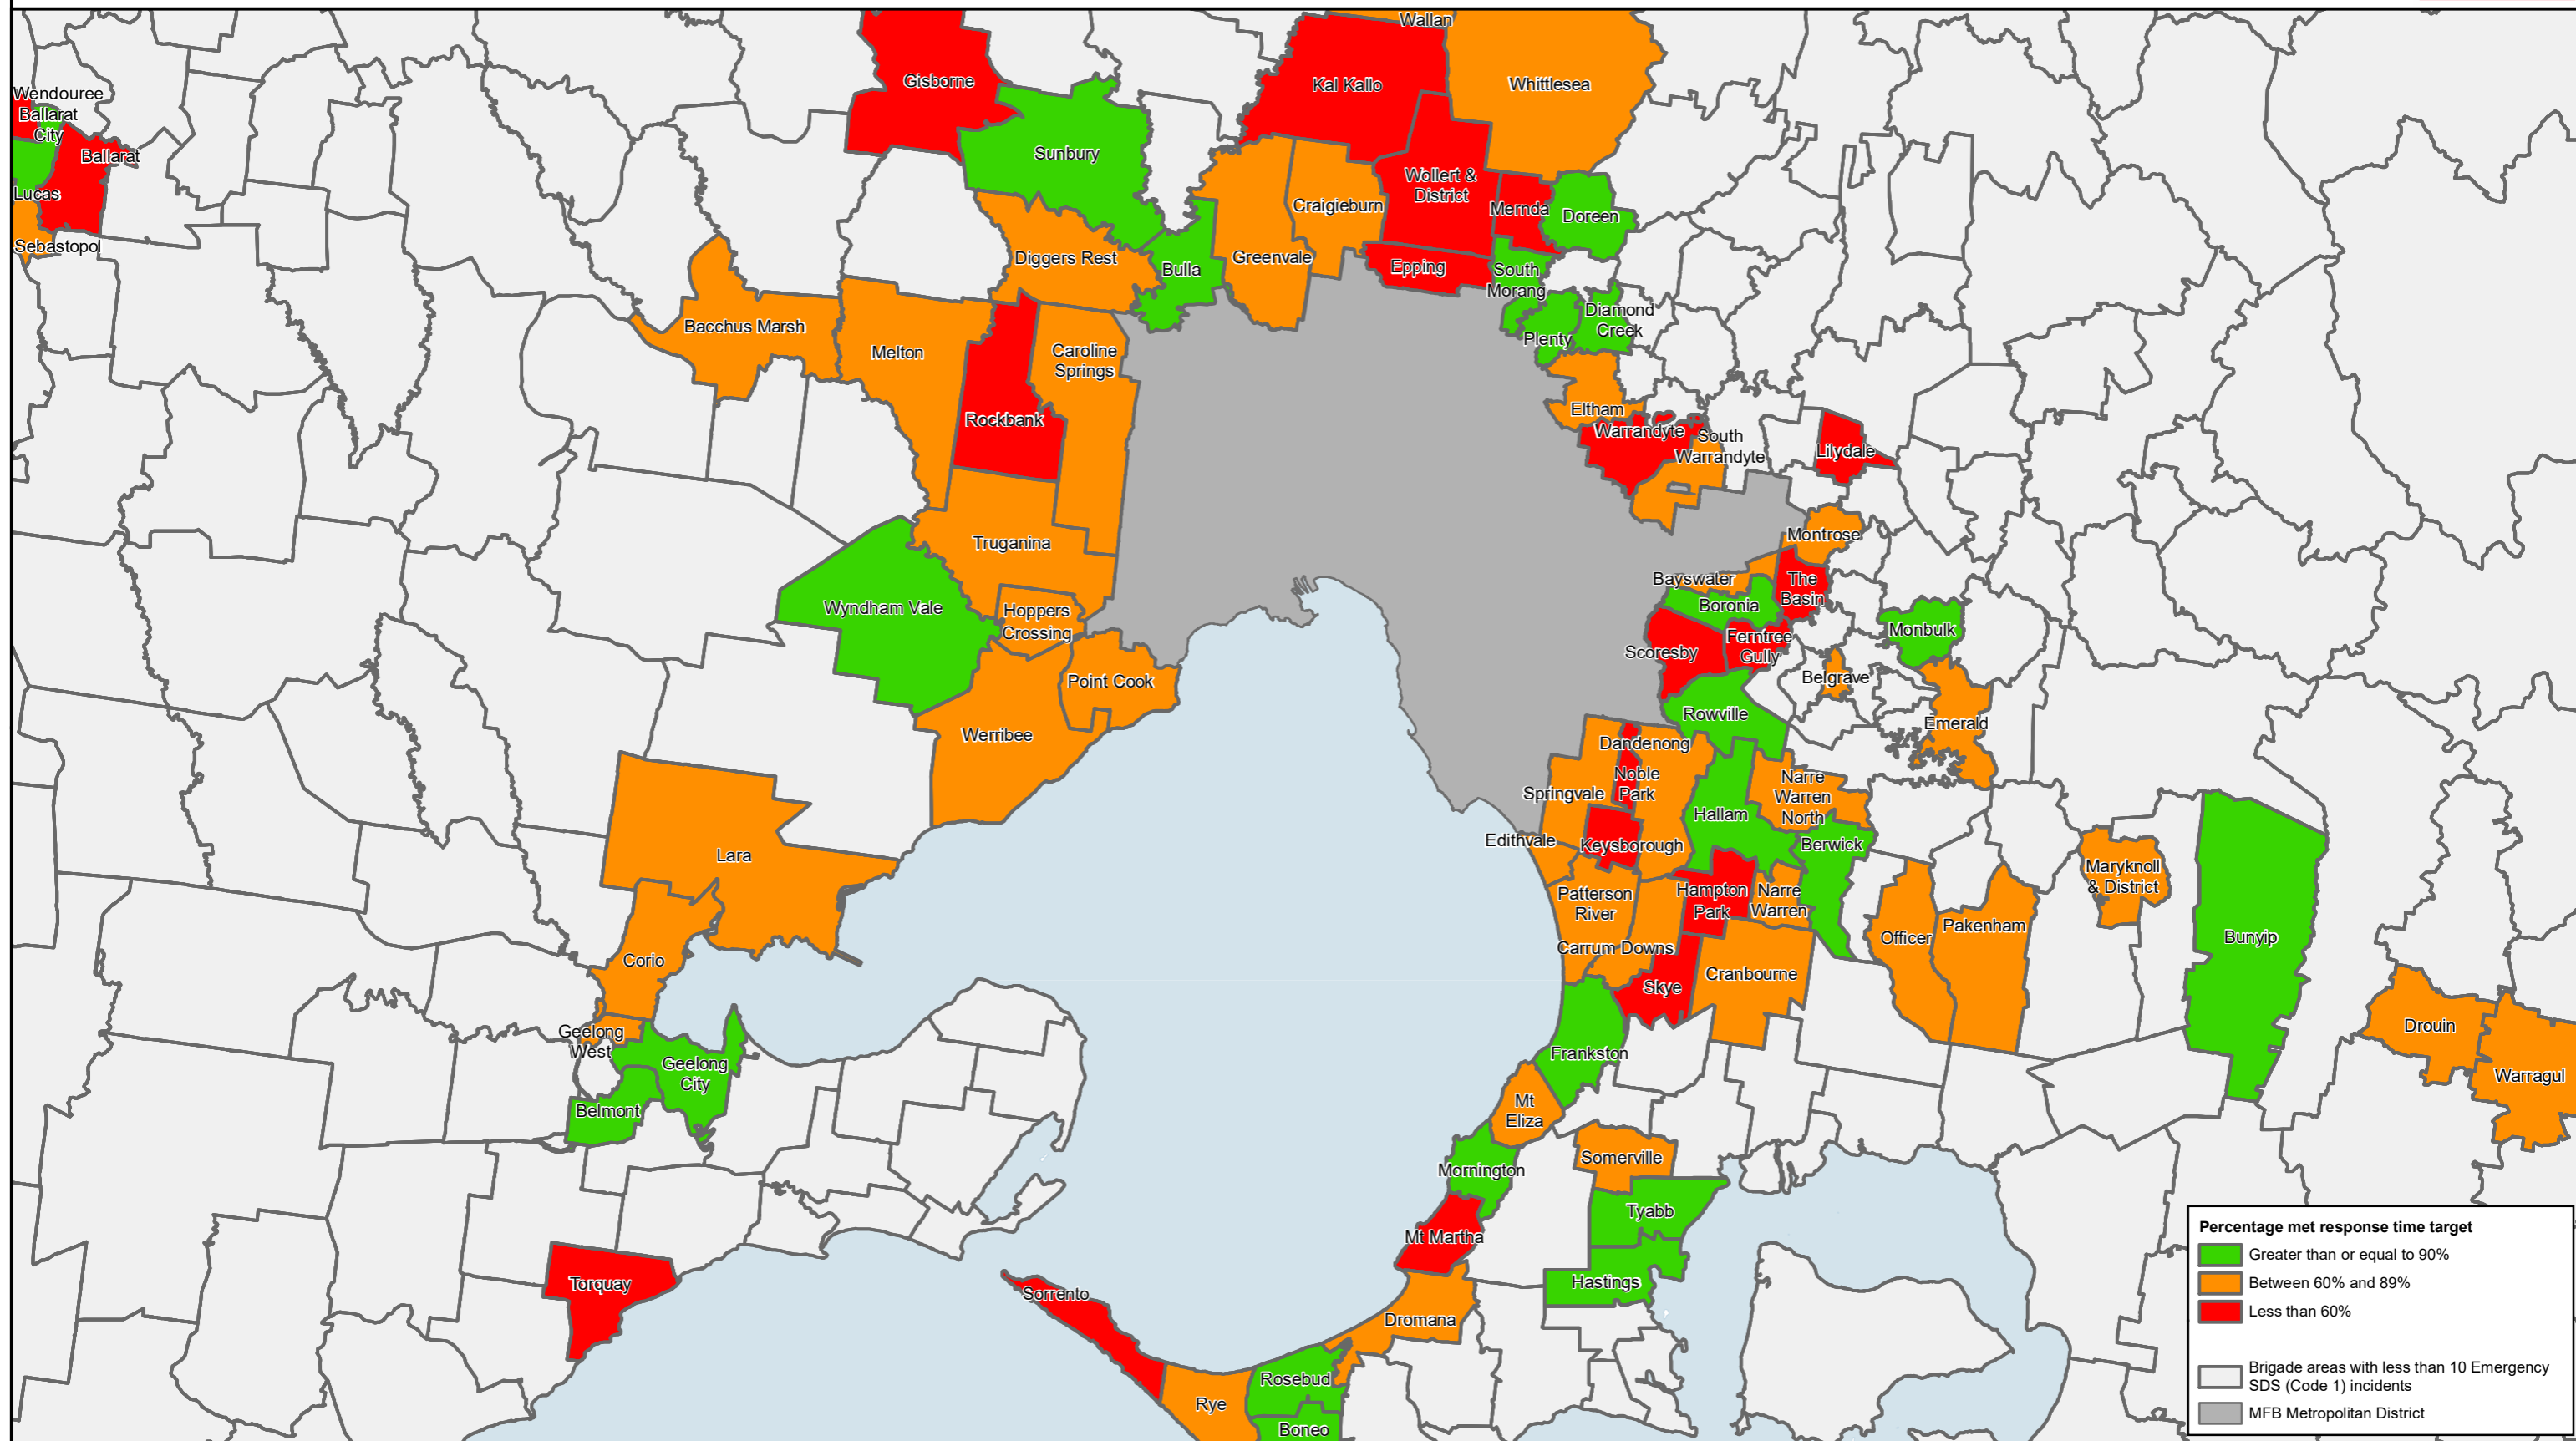 Wallan
Gisborne
Kal Kallo
Whittlesea
Wendouree
Ballarat
City
Ballarat
Sunbury
Lucas
Wollert &
District
Craigieburn
Mernda
Doreen
Sebastopol
Diggers Rest
Bulla
Greenvale
Epping
South
Morang
Bacchus Marsh
Melton
Caroline
Springs
Diamond
Creek
Plenty
Rockbank
Eltham
Warrandyte
South
Warrandyte
Lilydale
Truganina
Montrose
Bayswater
The
Basin
Wyndham Vale
Hoppers
Crossing
Boronia
Monbulk
Ferntree
Gully
Scoresby
Point Cook
Belgrave
Rowville
Emerald
Werribee
Dandenong
Noble
Park
Springvale
Narre
Warren
North
Hallam
Edithvale
Keysborough
Berwick
Lara
Maryknoll
& District
Patterson
River
Hampton
Park
Narre
Warren
Officer
Pakenham
Bunyip
Carrum Downs
Corio
Cranbourne
Skye
Geelong
West
Drouin
Frankston
Geelong
City
Warragul
Belmont
Mt
Eliza
Mornington
Somerville
Tyabb
Mt Martha
Torquay
Hastings
Sorrento
Dromana
Rosebud
Rye
Boneo
Percentage met response time target
Greater than or equal to 90%
Between 60% and 89%
Less than 60%
Brigade areas with less than 10 Emergency
SDS (Code 1) incidents
MFB Metropolitan District